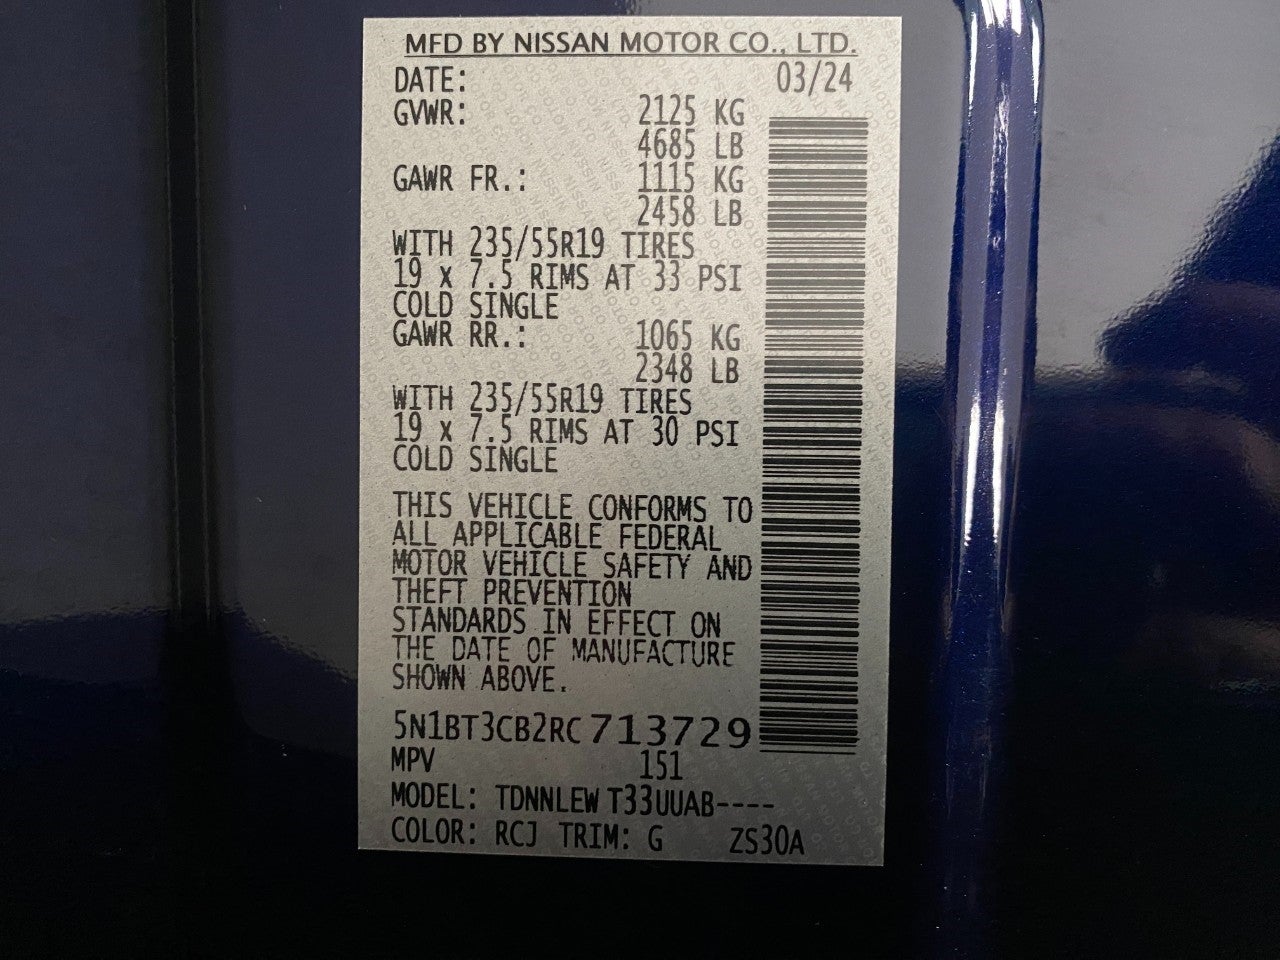 MFD BY NISSAN MOTOR CO., LTD.
DATE: 03/24
GVWR: 2125 KG
4685 LB
GAWR FR.: 1115 KG
2458 LB
WITH 235/55R19 TIRES
19 x 7.5 RIMS AT 33 PSI
COLD SINGLE
GAWR RR.: 1065 KG
2348 LB
WITH 235/55R19 TIRES
19 x 7.5 RIMS AT 30 PSI
COLD SINGLE
THIS VEHICLE CONFORMS TO
ALL APPLICABLE FEDERAL
MOTOR VEHICLE SAFETY AND
THEFT PREVENTION
STANDARDS IN EFFECT ON
THE DATE OF MANUFACTURE
SHOWN ABOVE.
5N1BT3CB2RC713729
MPV 151
MODEL: TDNNLEW T33UUAB----
COLOR: RCJ TRIM: G ZS30A